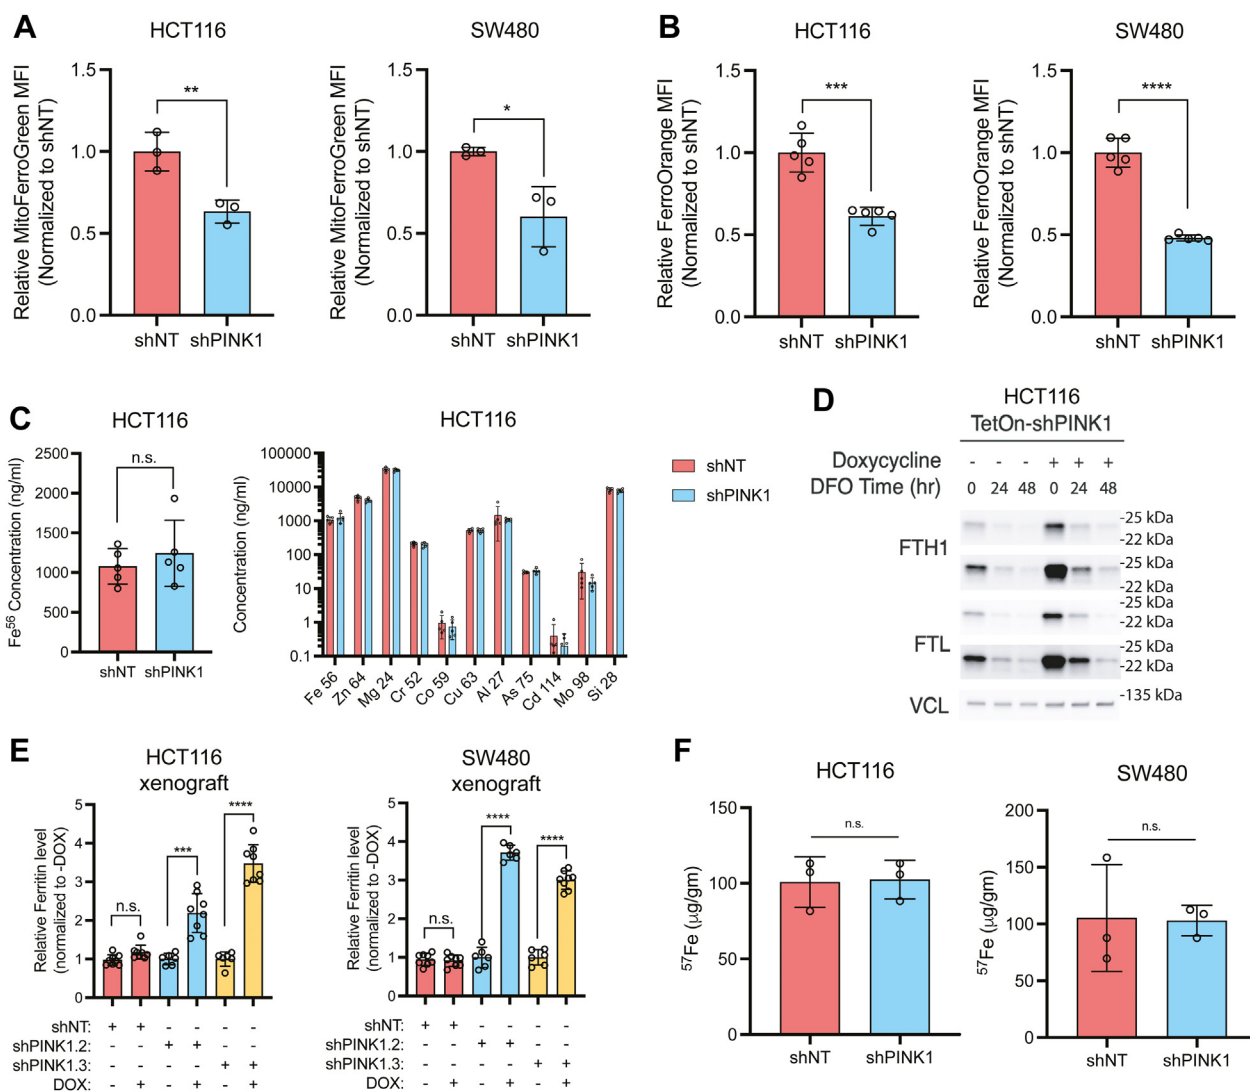 A
HCT116
Relative MitoFerroGreen MFI
(Normalized to shNT)
1.5
1.0
0.5
0.0
**
shNT
shPINK1
SW480
Relative MitoFerroGreen MFI
(Normalized to shNT)
1.5
1.0
0.5
0.0
*
shNT
shPINK1
B
HCT116
Relative FerroOrange MFI
(Normalized to shNT)
1.5
1.0
0.5
0.0
***
shNT
shPINK1
SW480
Relative FerroOrange MFI
(Normalized to shNT)
1.5
1.0
0.5
0.0
****
shNT
shPINK1
C
HCT116
Fe56 Concentration (ng/ml)
2500
2000
1500
1000
500
0
n.s.
shNT
shPINK1
HCT116
Concentration (ng/ml)
100000
10000
1000
100
10
1
0.1
Fe 56
Zn 64
Mg 24
Cr 52
Co 59
Cu 63
Al 27
As 75
Cd 114
Mo 98
Si 28
shNT
shPINK1
D
HCT116
TetOn-shPINK1
Doxycycline - - - + + +
DFO Time (hr) 0 24 48 0 24 48
FTH1
-25 kDa
-22 kDa
-25 kDa
-22 kDa
FTL
-25 kDa
-22 kDa
-25 kDa
-22 kDa
VCL
-135 kDa
E
HCT116
xenograft
Relative Ferritin level
(normalized to -DOX)
5
4
3
2
1
0
n.s.
***
****
shNT: + + - - - -
shPINK1.2: - - + + - -
shPINK1.3: - - - - + +
DOX: - + - + - +
SW480
xenograft
Relative Ferritin level
(normalized to -DOX)
5
4
3
2
1
0
n.s.
****
****
shNT: + + - - - -
shPINK1.2: - - + + - -
shPINK1.3: - - - - + +
DOX: - + - + - +
F
HCT116
57Fe (µg/gm)
150
100
50
0
n.s.
shNT
shPINK1
SW480
57Fe (µg/gm)
200
150
100
50
0
n.s.
shNT
shPINK1